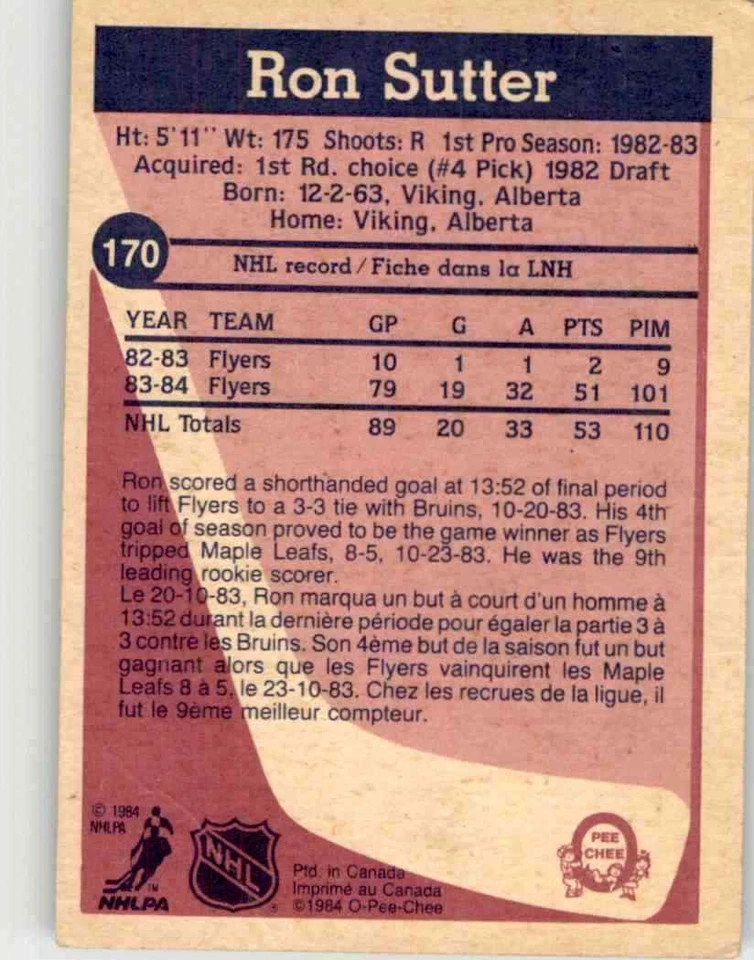 Ron Sutter
Ht: 5'11" Wt: 175 Shoots: R 1st Pro Season: 1982-83
Acquired: 1st Rd. choice (#4 Pick) 1982 Draft
Born: 12-2-63, Viking, Alberta
Home: Viking, Alberta
170
NHL record / Fiche dans la LNH
YEAR TEAM GP G A PTS PIM
82-83 Flyers 10 1 1 2 9
83-84 Flyers 79 19 32 51 101
NHL Totals 89 20 33 53 110
Ron scored a shorthanded goal at 13:52 of final period
to lift Flyers to a 3-3 tie with Bruins, 10-20-83. His 4th
goal of season proved to be the game winner as Flyers
tripped Maple Leafs, 8-5, 10-23-83. He was the 9th
leading rookie scorer.
Le 20-10-83, Ron marqua un but à court d'un homme à
13:52 durant la dernière période pour égaler la partie 3 à
3 contre les Bruins. Son 4ème but de la saison fut un but
gagnant alors que les Flyers vainquirent les Maple
Leafs 8 à 5, le 23-10-83. Chez les recrues de la ligue, il
fut le 9ème meilleur compteur.
© 1984
NHLPA
TM
NHLPA
NHL
®
Ptd. in Canada
Imprimé au Canada
©1984 O-Pee-Chee
PEE
CHEE